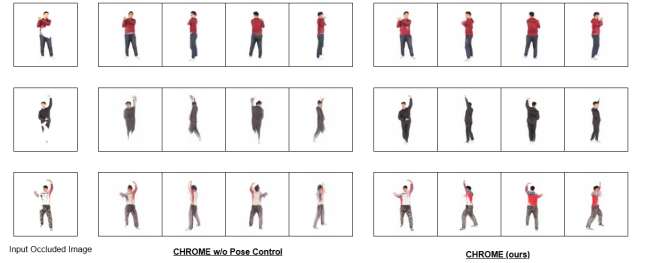 Input Occluded Image
CHROME w/o Pose Control
CHROME (ours)